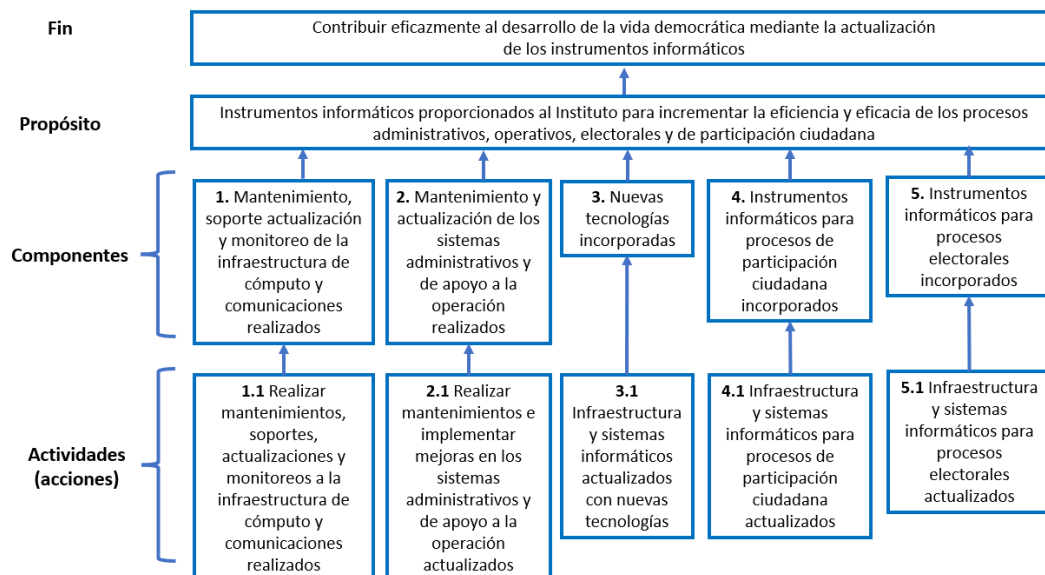 Fin
Contribuir eficazmente al desarrollo de la vida democrática mediante la actualización
de los instrumentos informáticos
Propósito
Instrumentos informáticos proporcionados al Instituto para incrementar la eficiencia y eficacia de los procesos
administrativos, operativos, electorales y de participación ciudadana
Componentes
1. Mantenimiento,
soporte actualización
y monitoreo de la
infraestructura de
cómputo y
comunicaciones
realizados
2. Mantenimiento y
actualización de los
sistemas
administrativos y
de apoyo a la
operación realizados
3. Nuevas
tecnologías
incorporadas
4. Instrumentos
informáticos para
procesos de
participación
ciudadana
incorporados
5. Instrumentos
informáticos para
procesos
electorales
incorporados
Actividades
(acciones)
1.1 Realizar
mantenimientos,
soportes,
actualizaciones y
monitoreos a la
infraestructura de
cómputo y
comunicaciones
realizados
2.1 Realizar
mantenimientos e
implementar
mejoras en los
sistemas
administrativos y
de apoyo a la
operación
actualizados
3.1
Infraestructura
y sistemas
informáticos
actualizados
con nuevas
tecnologías
4.1 Infraestructura
y sistemas
informáticos para
procesos de
participación
ciudadana
actualizados
5.1 Infraestructura
y sistemas
informáticos para
procesos
electorales
actualizados